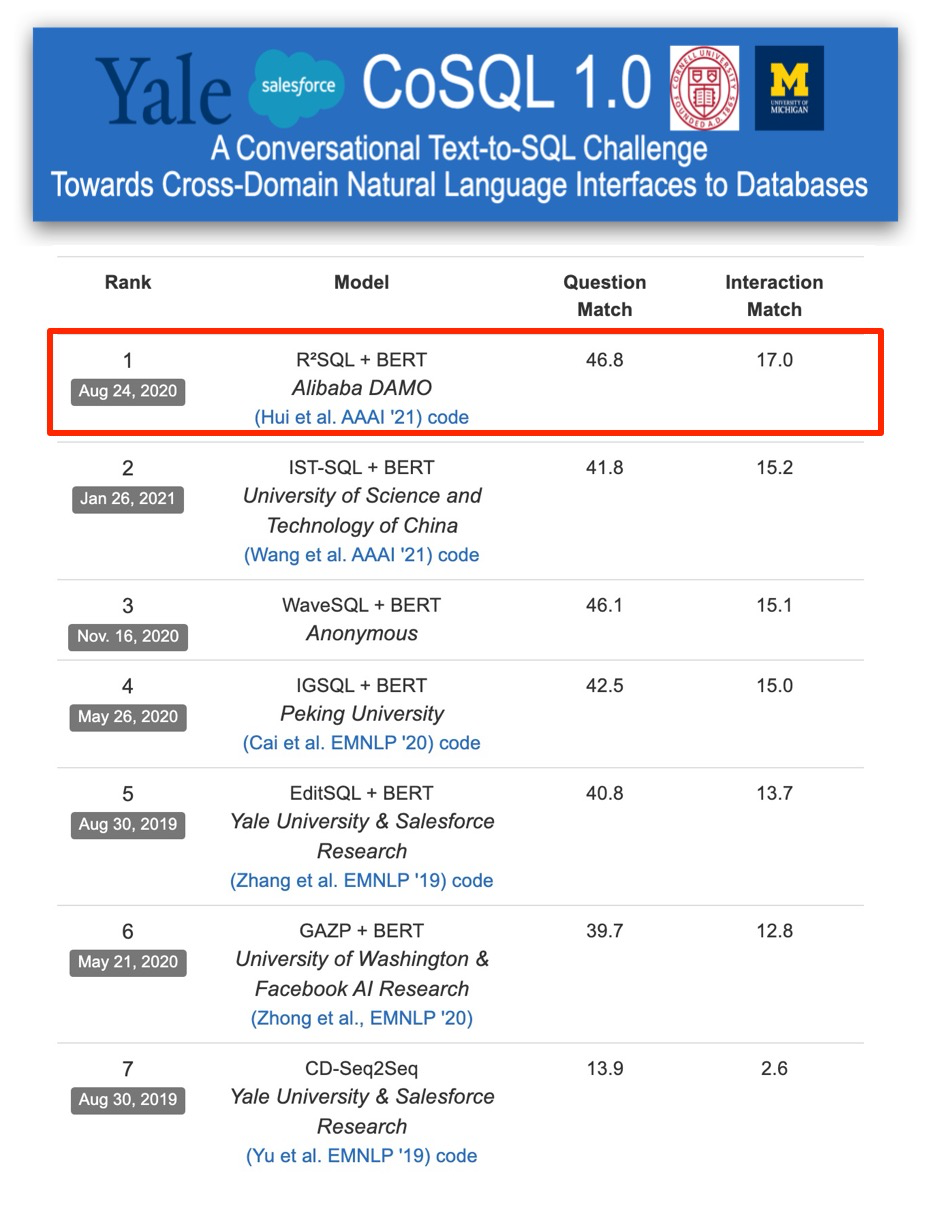 Yale salesforce CoSQL 1.0 CORNELL UNIVERSITY FOUNDED A.D. 1865 M UNIVERSITY OF MICHIGAN
A Conversational Text-to-SQL Challenge
Towards Cross-Domain Natural Language Interfaces to Databases
Rank Model Question Match Interaction Match
1 R²SQL + BERT 46.8 17.0
Aug 24, 2020 Alibaba DAMO
(Hui et al. AAAI '21) code
2 IST-SQL + BERT 41.8 15.2
Jan 26, 2021 University of Science and
Technology of China
(Wang et al. AAAI '21) code
3 WaveSQL + BERT 46.1 15.1
Nov. 16, 2020 Anonymous
4 IGSQL + BERT 42.5 15.0
May 26, 2020 Peking University
(Cai et al. EMNLP '20) code
5 EditSQL + BERT 40.8 13.7
Aug 30, 2019 Yale University & Salesforce
Research
(Zhang et al. EMNLP '19) code
6 GAZP + BERT 39.7 12.8
May 21, 2020 University of Washington &
Facebook AI Research
(Zhong et al., EMNLP '20)
7 CD-Seq2Seq 13.9 2.6
Aug 30, 2019 Yale University & Salesforce
Research
(Yu et al. EMNLP '19) code